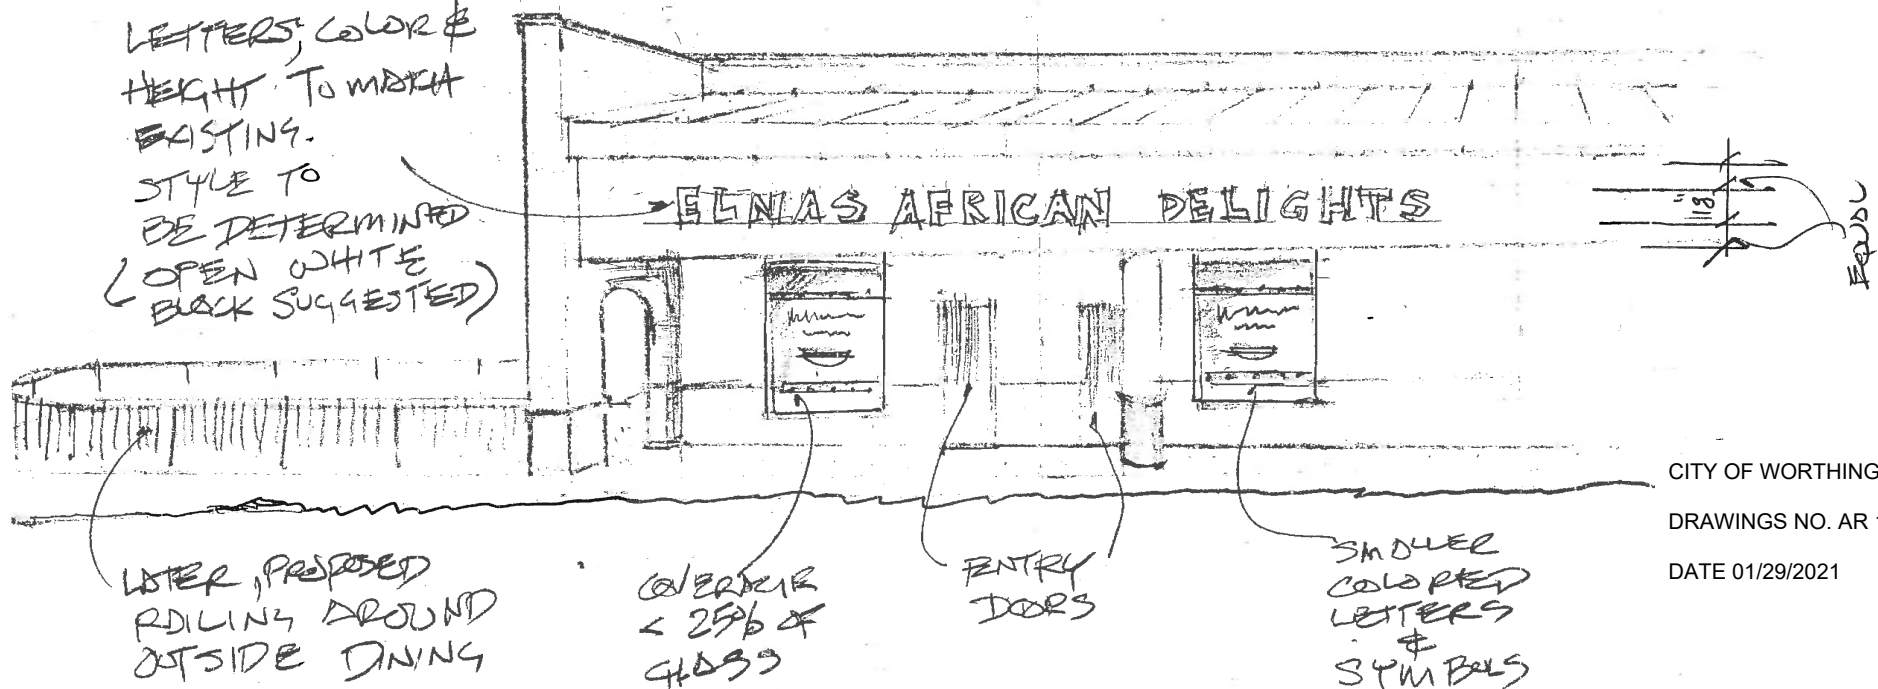 LETTERS, COLOR &
HEIGHT TO MATCH
EXISTING.
STYLE TO
BE DETERMINED
(OPEN WHITE
BLOCK SUGGESTED)
ELNAS AFRICAN DELIGHTS
18"
EQUAL
CITY OF WORTHING
DRAWINGS NO. AR
DATE 01/29/2021
LATER, PROPOSED
RAILING AROUND
OUTSIDE DINING
COVERAGE
< 25% OF
GLASS
ENTRY
DOORS
SMALLER
COLORED
LETTERS
&
SYMBOLS